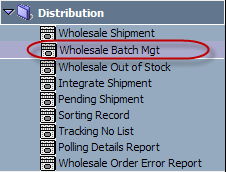 Distribution
Wholesale Shipment
Wholesale Batch Mgt
Wholesale Out of Stock
Integrate Shipment
Pending Shipment
Sorting Record
Tracking No List
Polling Details Report
Wholesale Order Error Report